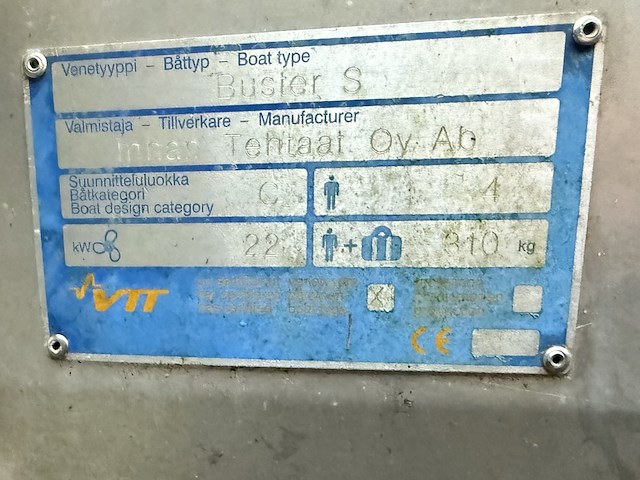 Venetyyppi – Båttyp – Boat type
Buster S
Valmistaja – Tillverkare – Manufacturer
Inhan Tehtaat Oy Ab
Suunnitteluluokka
Båtkategori
Boat design category
C
4
kW
22
+
310 kg
VTT
X
CE